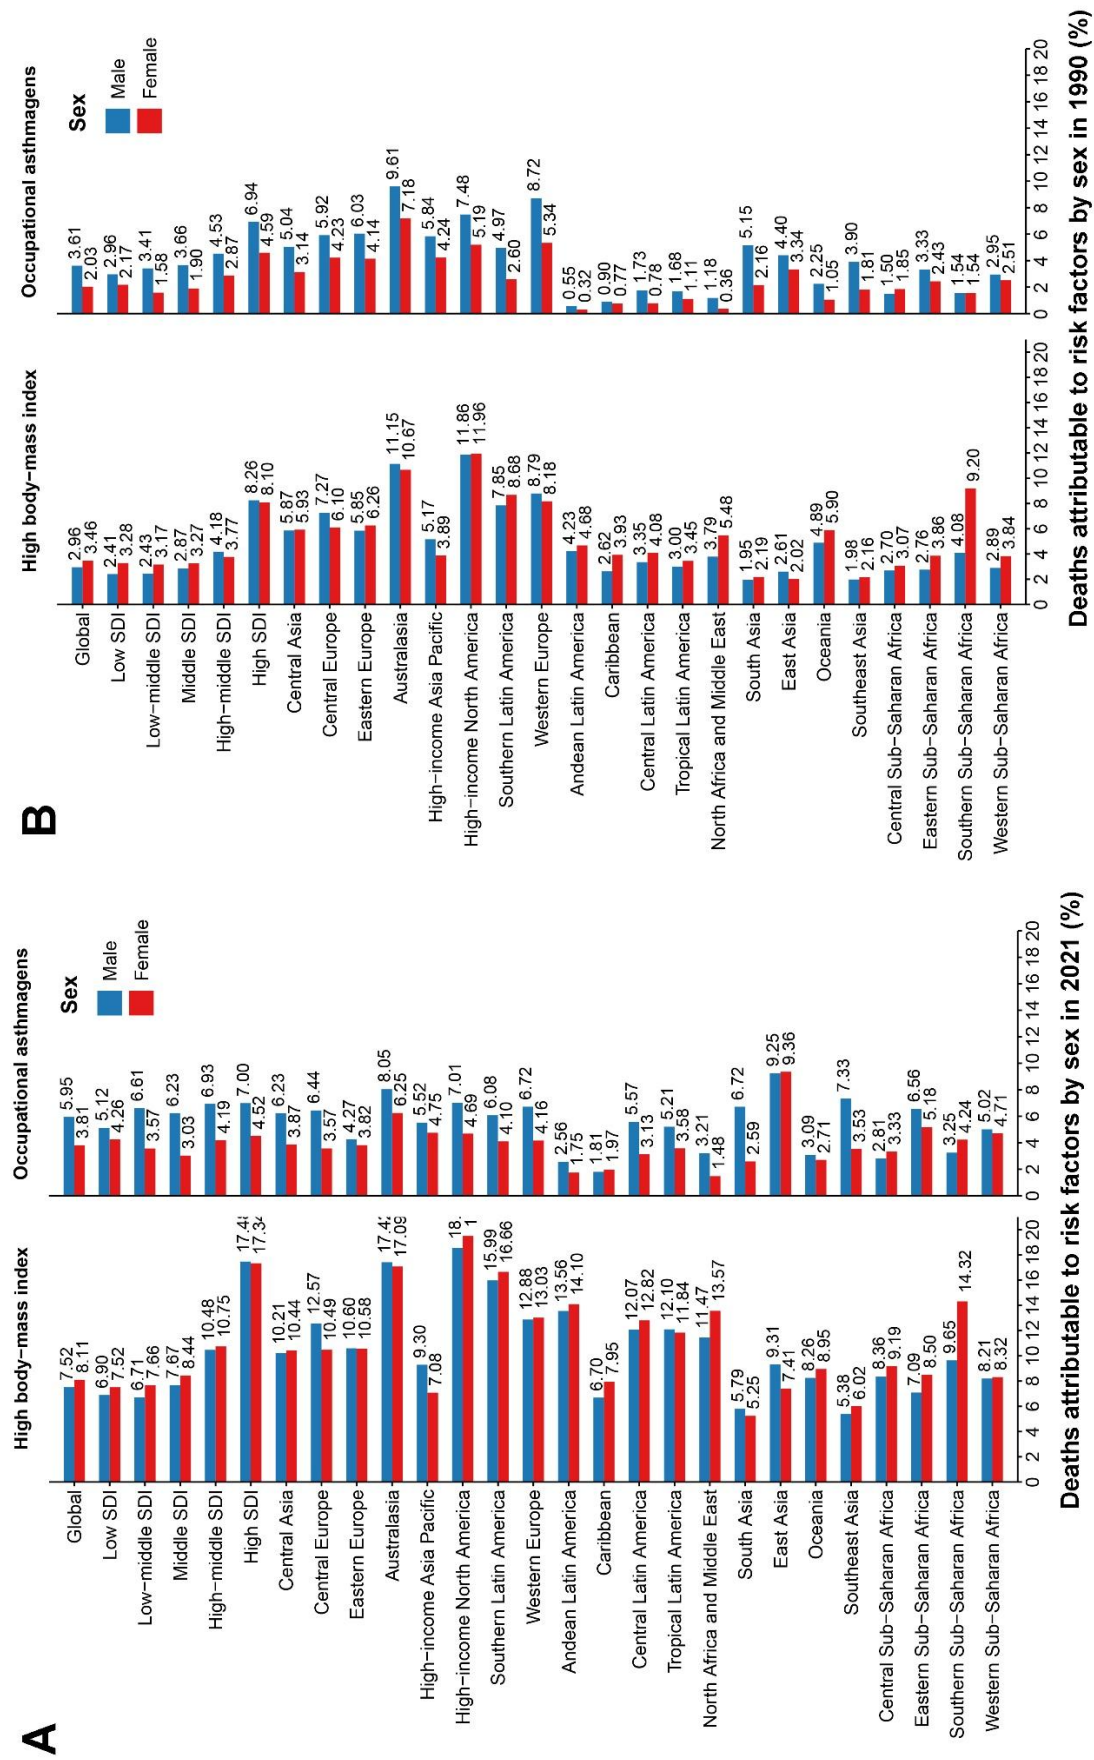 A
High body−mass index
Occupational asthmagens
Global 7.52 8.11 5.95 3.81
Low SDI 6.90 7.52 5.12 4.26
Low−middle SDI 6.71 7.66 6.61 3.57
Middle SDI 7.67 8.44 6.23 3.03
High−middle SDI 10.48 10.75 6.93 4.19
High SDI 17.34 7.00 4.52
Central Asia 10.21 10.44 6.23 3.87
Central Europe 12.57 10.49 6.44 3.57
Eastern Europe 10.60 10.58 4.27 3.82
Australasia 17.09 8.05 6.25
High−income Asia Pacific 9.30 7.08 5.52 4.75
High−income North America 18. 1 7.01 4.69
Southern Latin America 15.99 16.66 6.08 4.10
Western Europe 12.88 13.03 6.72 4.16
Andean Latin America 13.56 14.10 2.56 1.75
Caribbean 6.70 7.95 1.81 1.97
Central Latin America 12.07 12.82 5.57 3.13
Tropical Latin America 12.10 11.84 5.21 3.58
North Africa and Middle East 11.47 13.57 3.21 1.48
South Asia 5.79 5.25 6.72 2.59
East Asia 9.31 7.41 9.25 9.36
Oceania 8.26 8.95 3.09 2.71
Southeast Asia 5.38 6.02 7.33 3.53
Central Sub−Saharan Africa 8.36 9.19 2.81 3.33
Eastern Sub−Saharan Africa 7.09 8.50 6.56 5.18
Southern Sub−Saharan Africa 9.65 14.32 3.25 4.24
Western Sub−Saharan Africa 8.21 8.32 5.02 4.71
0 2 4 6 8 10 12 14 16 18 20
0 2 4 6 8 10 12 14 16 18 20
Deaths attributable to risk factors by sex in 2021 (%)
Sex
Male
Female
B
High body−mass index
Occupational asthmagens
Global 2.96 3.46 3.61 2.03
Low SDI 2.41 3.28 2.96 2.17
Low−middle SDI 2.43 3.17 3.41 1.58
Middle SDI 2.87 3.27 3.66 1.90
High−middle SDI 4.18 3.77 4.53 2.87
High SDI 8.26 8.10 6.94 4.59
Central Asia 5.87 5.93 5.04 3.14
Central Europe 7.27 6.10 5.92 4.23
Eastern Europe 5.85 6.26 6.03 4.14
Australasia 11.15 10.67 9.61 7.18
High−income Asia Pacific 5.17 3.89 5.84 4.24
High−income North America 11.86 11.96 7.48 5.19
Southern Latin America 7.85 8.68 4.97 2.60
Western Europe 8.79 8.18 8.72 5.34
Andean Latin America 4.23 4.68 0.55 0.32
Caribbean 2.62 3.93 0.90 0.77
Central Latin America 3.35 4.08 1.73 0.78
Tropical Latin America 3.00 3.45 1.68 1.11
North Africa and Middle East 3.79 5.48 1.18 0.36
South Asia 1.95 2.19 5.15 2.16
East Asia 2.61 2.02 4.40 3.34
Oceania 4.89 5.90 2.25 1.05
Southeast Asia 1.98 2.16 3.90 1.81
Central Sub−Saharan Africa 2.70 3.07 1.50 1.85
Eastern Sub−Saharan Africa 2.76 3.86 3.33 2.43
Southern Sub−Saharan Africa 4.08 9.20 1.54 1.54
Western Sub−Saharan Africa 2.89 3.84 2.95 2.51
0 2 4 6 8 10 12 14 16 18 20
0 2 4 6 8 10 12 14 16 18 20
Deaths attributable to risk factors by sex in 1990 (%)
Sex
Male
Female